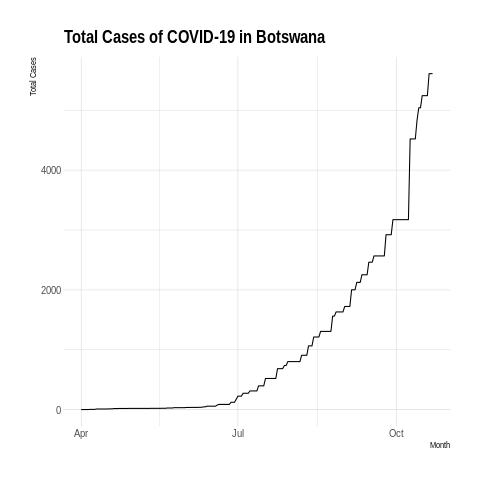 Total Cases of COVID-19 in Botswana
Total Cases
4000
2000
0
Apr Jul Oct
Month